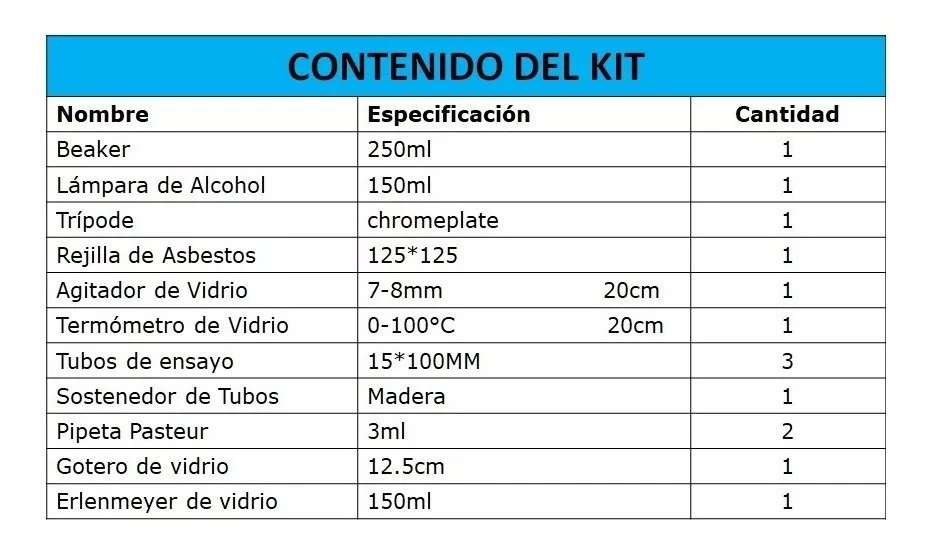 CONTENIDO DEL KIT
Nombre Especificación Cantidad
Beaker 250ml 1
Lámpara de Alcohol 150ml 1
Trípode chromeplate 1
Rejilla de Asbestos 125*125 1
Agitador de Vidrio 7-8mm 20cm 1
Termómetro de Vidrio 0-100°C 20cm 1
Tubos de ensayo 15*100MM 3
Sostenedor de Tubos Madera 1
Pipeta Pasteur 3ml 2
Gotero de vidrio 12.5cm 1
Erlenmeyer de vidrio 150ml 1